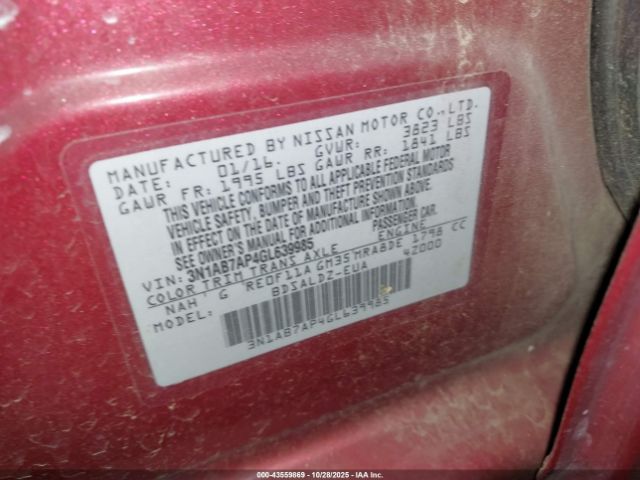 MANUFACTURED BY NISSAN MOTOR CO., LTD.
DATE: 01/16. GVWR: 3823 LBS
GAWR FR: 1995 LBS GAWR RR: 1841 LBS
THIS VEHICLE CONFORMS TO ALL APPLICABLE FEDERAL MOTOR
VEHICLE SAFETY, BUMPER AND THEFT PREVENTION STANDARDS
IN EFFECT ON THE DATE OF MANUFACTURE SHOWN ABOVE.
SEE OWNER'S MANUAL FOR ADDITIONAL INFORMATION.
VIN: 3N1AB7AP4GL639985 PASSENGER CAR.
COLOR TRIM TRANS AXLE ENGINE
NAH G RE0F11A GM35 MRA8DE 1798 CC
MODEL: BDSALDZ-EUA 42000
3N1AB7AP4GL639985
00-43559869 | 10/28/2025 | IAAI.COM